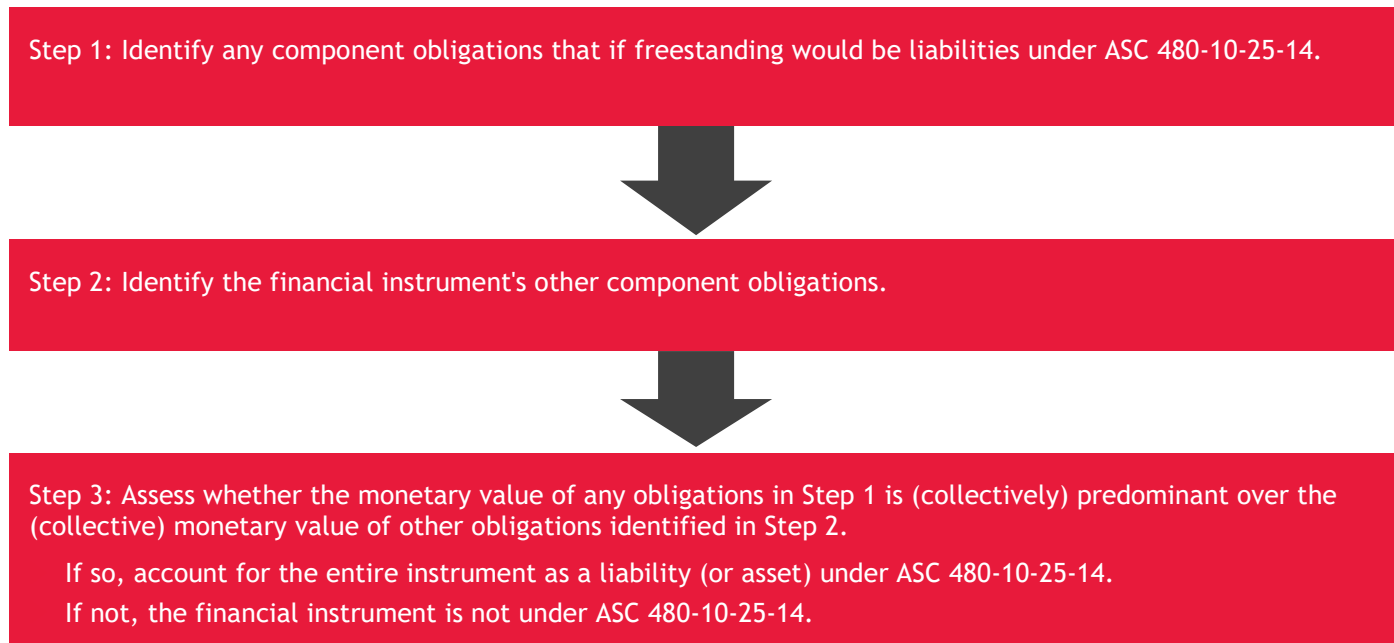 Step 1: Identify any component obligations that if freestanding would be liabilities under ASC 480-10-25-14.
Step 2: Identify the financial instrument's other component obligations.
Step 3: Assess whether the monetary value of any obligations in Step 1 is (collectively) predominant over the
(collective) monetary value of other obligations identified in Step 2.
If so, account for the entire instrument as a liability (or asset) under ASC 480-10-25-14.
If not, the financial instrument is not under ASC 480-10-25-14.